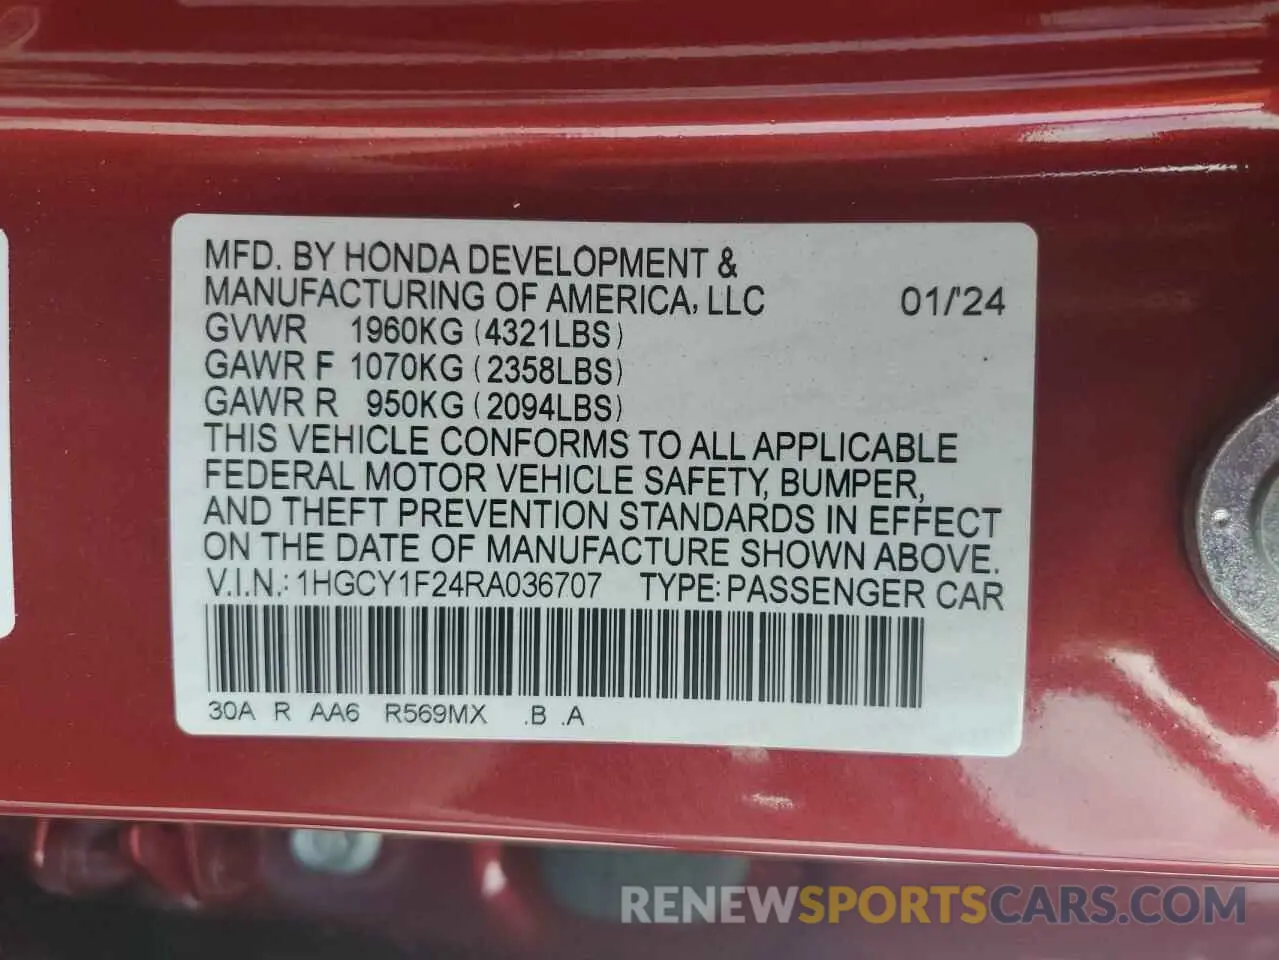 MFD. BY HONDA DEVELOPMENT &
MANUFACTURING OF AMERICA, LLC 01/'24
GVWR 1960KG (4321LBS)
GAWR F 1070KG (2358LBS)
GAWR R 950KG (2094LBS)
THIS VEHICLE CONFORMS TO ALL APPLICABLE
FEDERAL MOTOR VEHICLE SAFETY, BUMPER,
AND THEFT PREVENTION STANDARDS IN EFFECT
ON THE DATE OF MANUFACTURE SHOWN ABOVE.
V.I.N.: 1HGCY1F24RA036707 TYPE: PASSENGER CAR
30A R AA6 R569MX .B .A
RENEWSPORTSCARS.COM